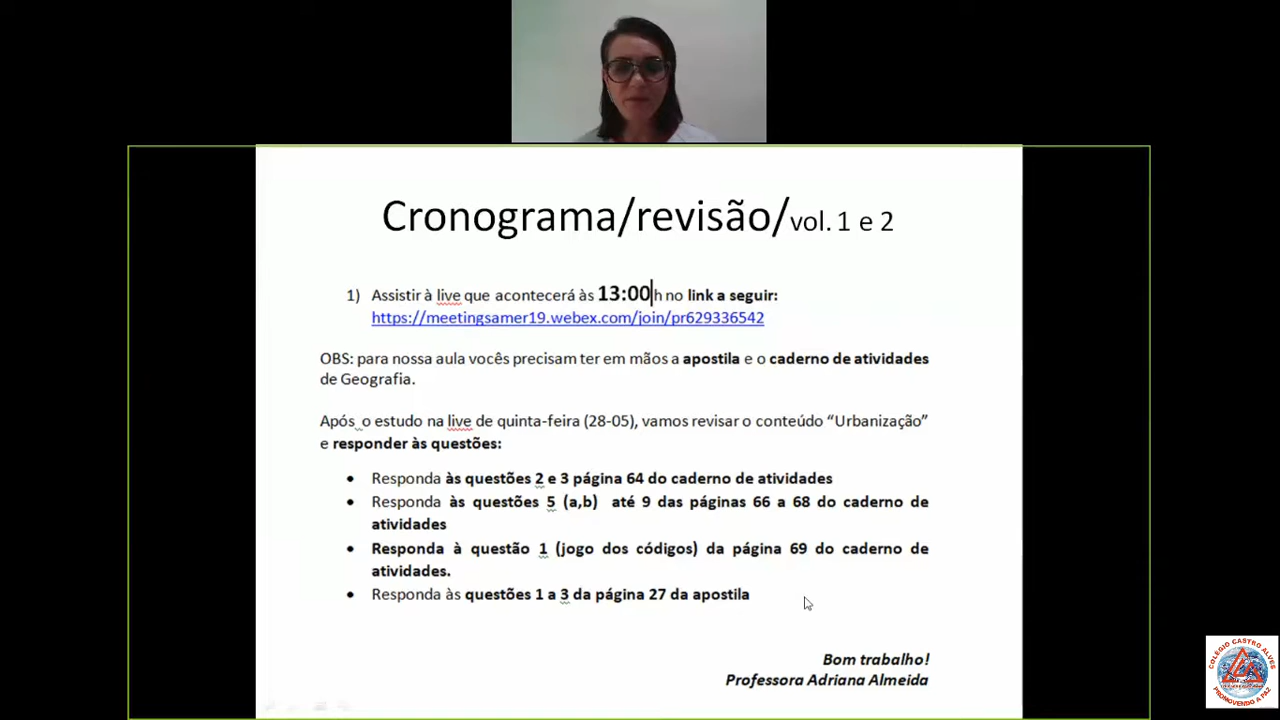 Cronograma/revisão/vol. 1 e 2
1) Assistir à live que acontecerá às 13:00h no link a seguir:
https://meetingsamer19.webex.com/join/pr629336542
OBS: para nossa aula vocês precisam ter em mãos a apostila e o caderno de atividades
de Geografia.
Após o estudo na live de quinta-feira (28-05), vamos revisar o conteúdo “Urbanização”
e responder às questões:
• Responda às questões 2 e 3 página 64 do caderno de atividades
• Responda às questões 5 (a,b) até 9 das páginas 66 a 68 do caderno de
atividades
• Responda à questão 1 (jogo dos códigos) da página 69 do caderno de
atividades.
• Responda às questões 1 a 3 da página 27 da apostila
Bom trabalho!
Professora Adriana Almeida
COLÉGIO CASTRO ALVES
PROMOVENDO A PAZ